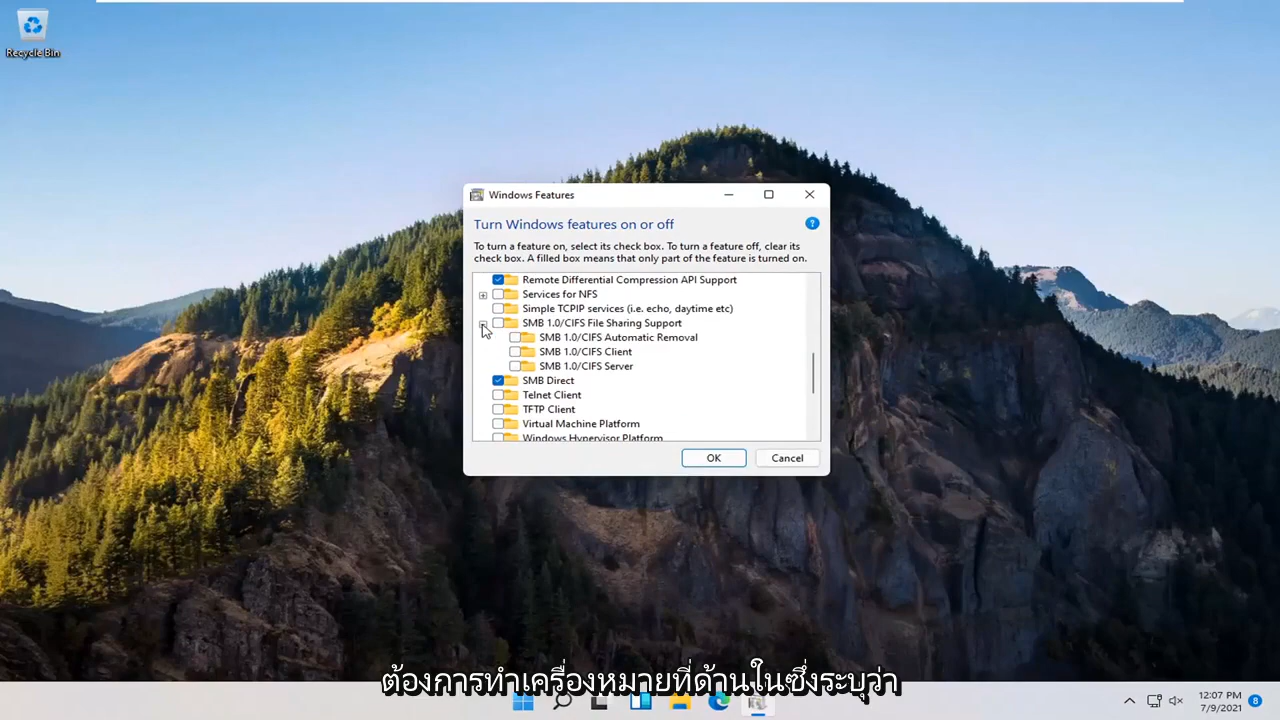 Recycle Bin
Windows Features
Turn Windows features on or off
To turn a feature on, select its check box. To turn a feature off, clear its
check box. A filled box means that only part of the feature is turned on.
Remote Differential Compression API Support
Services for NFS
Simple TCPIP services (i.e. echo, daytime etc)
SMB 1.0/CIFS File Sharing Support
SMB 1.0/CIFS Automatic Removal
SMB 1.0/CIFS Client
SMB 1.0/CIFS Server
SMB Direct
Telnet Client
TFTP Client
Virtual Machine Platform
Windows Hypervisor Platform
OK
Cancel
ต้องการทำเครื่องหมายที่ด้านในซึ่งระบุว่า
12:07 PM
7/9/2021
8